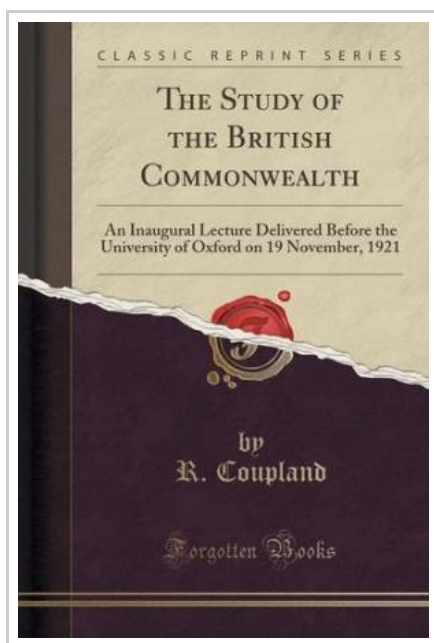 CLASSIC REPRINT SERIES
THE STUDY OF
THE BRITISH
COMMONWEALTH
An Inaugural Lecture Delivered Before the
University of Oxford on 19 November, 1921
by
R. Coupland
Forgotten Books